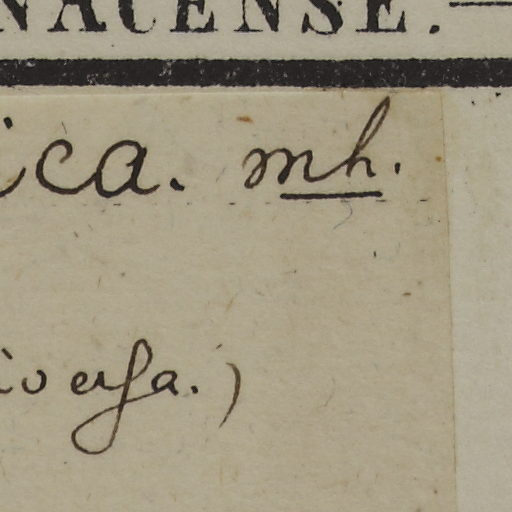 NACENSE.—
ica. mh.
iversa.)